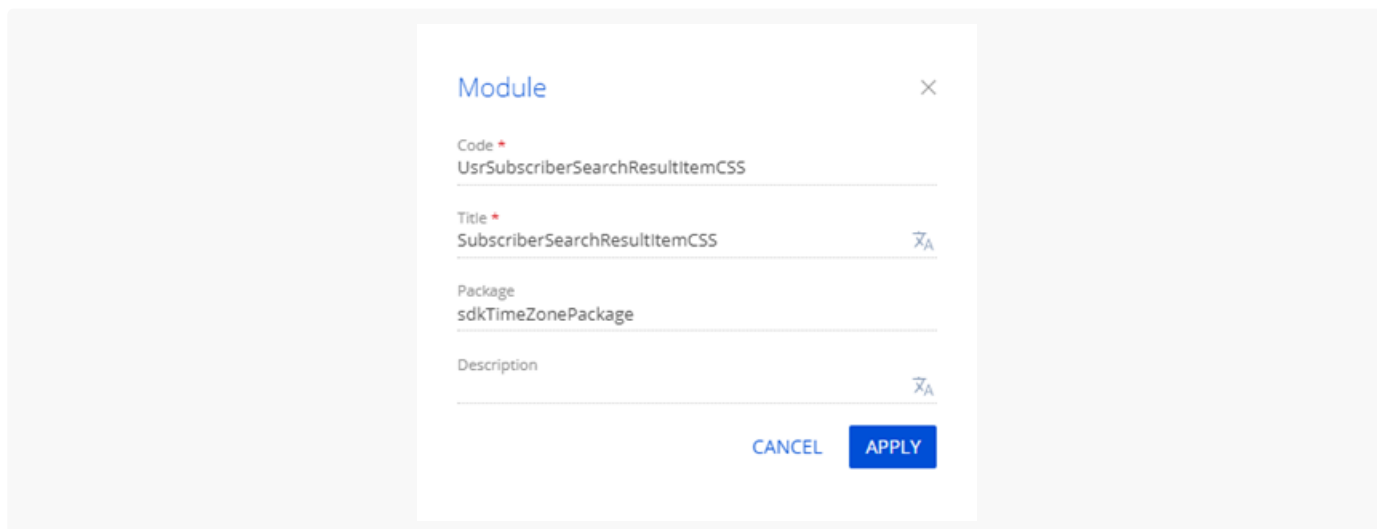 Module
Code *
UsrSubscriberSearchResultItemCSS
Title *
SubscriberSearchResultItemCSS
Package
sdkTimeZonePackage
Description
CANCEL APPLY